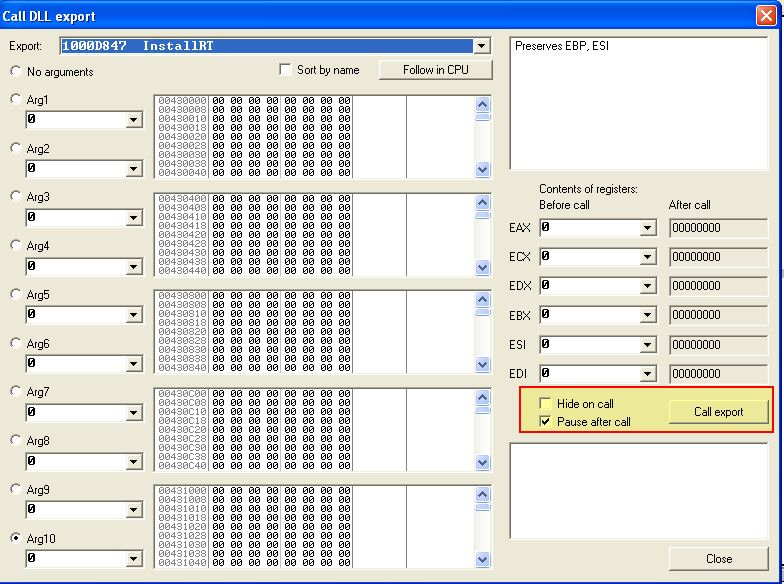 Call DLL export
Export: 1000D847 InstallRT
No arguments
Sort by name
Follow in CPU
Arg1
0
00430000 00 00 00 00 00 00 00 00
00430008 00 00 00 00 00 00 00 00
00430010 00 00 00 00 00 00 00 00
00430018 00 00 00 00 00 00 00 00
00430020 00 00 00 00 00 00 00 00
00430028 00 00 00 00 00 00 00 00
00430030 00 00 00 00 00 00 00 00
00430038 00 00 00 00 00 00 00 00
00430040 00 00 00 00 00 00 00 00
Arg2
0
Arg3
0
00430400 00 00 00 00 00 00 00 00
00430408 00 00 00 00 00 00 00 00
00430410 00 00 00 00 00 00 00 00
00430418 00 00 00 00 00 00 00 00
00430420 00 00 00 00 00 00 00 00
00430428 00 00 00 00 00 00 00 00
00430430 00 00 00 00 00 00 00 00
00430438 00 00 00 00 00 00 00 00
00430440 00 00 00 00 00 00 00 00
Arg4
0
Arg5
0
00430800 00 00 00 00 00 00 00 00
00430808 00 00 00 00 00 00 00 00
00430810 00 00 00 00 00 00 00 00
00430818 00 00 00 00 00 00 00 00
00430820 00 00 00 00 00 00 00 00
00430828 00 00 00 00 00 00 00 00
00430830 00 00 00 00 00 00 00 00
00430838 00 00 00 00 00 00 00 00
00430840 00 00 00 00 00 00 00 00
Arg6
0
Arg7
0
00430C00 00 00 00 00 00 00 00 00
00430C08 00 00 00 00 00 00 00 00
00430C10 00 00 00 00 00 00 00 00
00430C18 00 00 00 00 00 00 00 00
00430C20 00 00 00 00 00 00 00 00
00430C28 00 00 00 00 00 00 00 00
00430C30 00 00 00 00 00 00 00 00
00430C38 00 00 00 00 00 00 00 00
00430C40 00 00 00 00 00 00 00 00
Arg8
0
Arg9
0
00431000 00 00 00 00 00 00 00 00
00431008 00 00 00 00 00 00 00 00
00431010 00 00 00 00 00 00 00 00
00431018 00 00 00 00 00 00 00 00
00431020 00 00 00 00 00 00 00 00
00431028 00 00 00 00 00 00 00 00
00431030 00 00 00 00 00 00 00 00
00431038 00 00 00 00 00 00 00 00
00431040 00 00 00 00 00 00 00 00
Arg10
0
Preserves EBP, ESI
Contents of registers:
Before call After call
EAX 0 00000000
ECX 0 00000000
EDX 0 00000000
EBX 0 00000000
ESI 0 00000000
EDI 0 00000000
Hide on call
Pause after call
Call export
Close